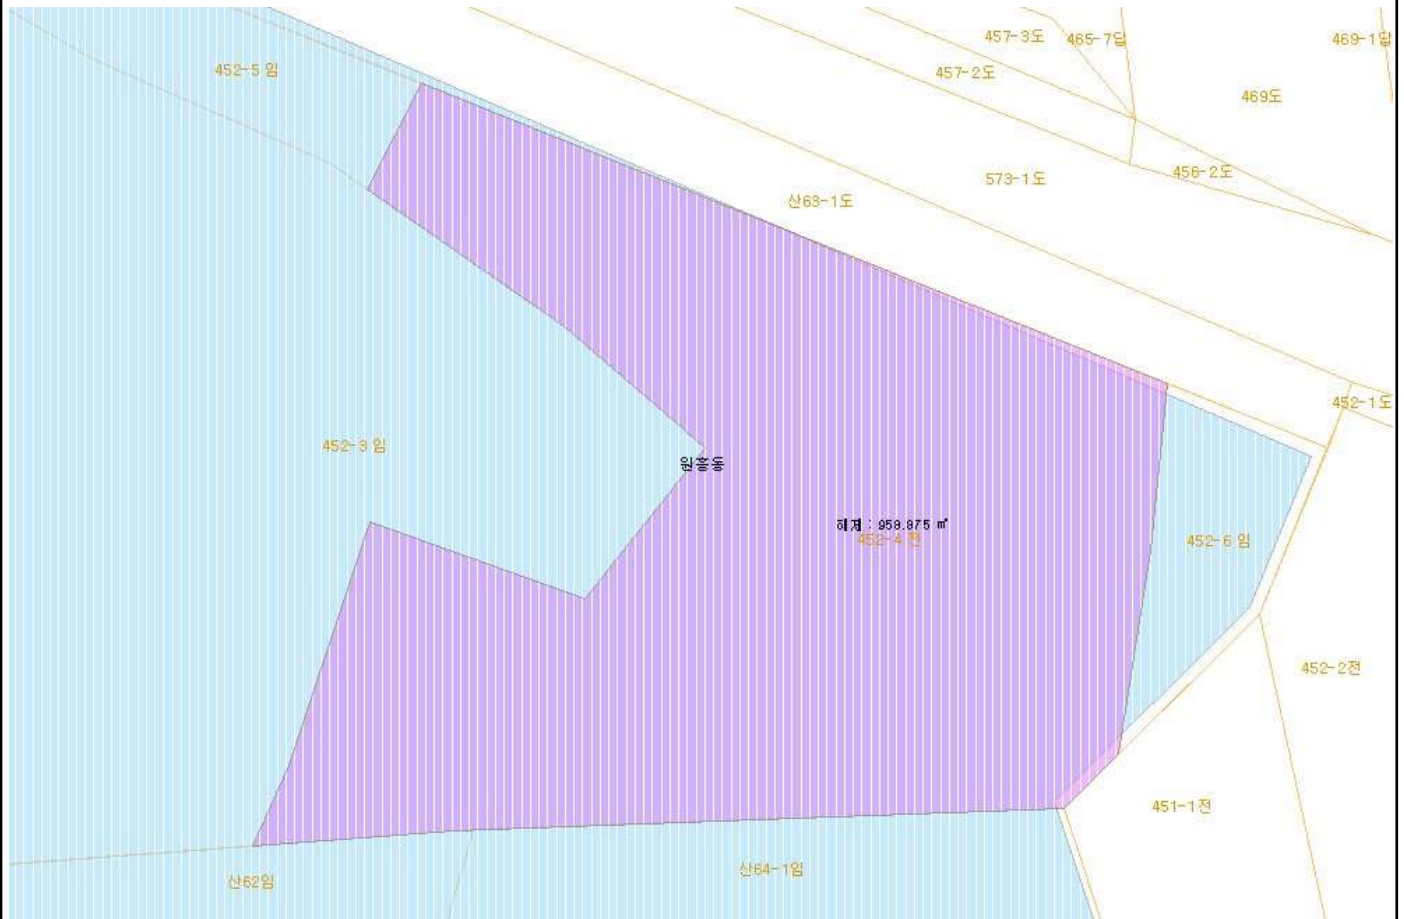 457-3도
465-7답
469-1답
452-5 임
457-2도
469도
456-2도
573-1도
산63-1도
452-1도
452-3 임
원흥동
해제 : 958.875 ㎡
452-4 전
452-6 임
452-2전
451-1전
산64-1임
산62임